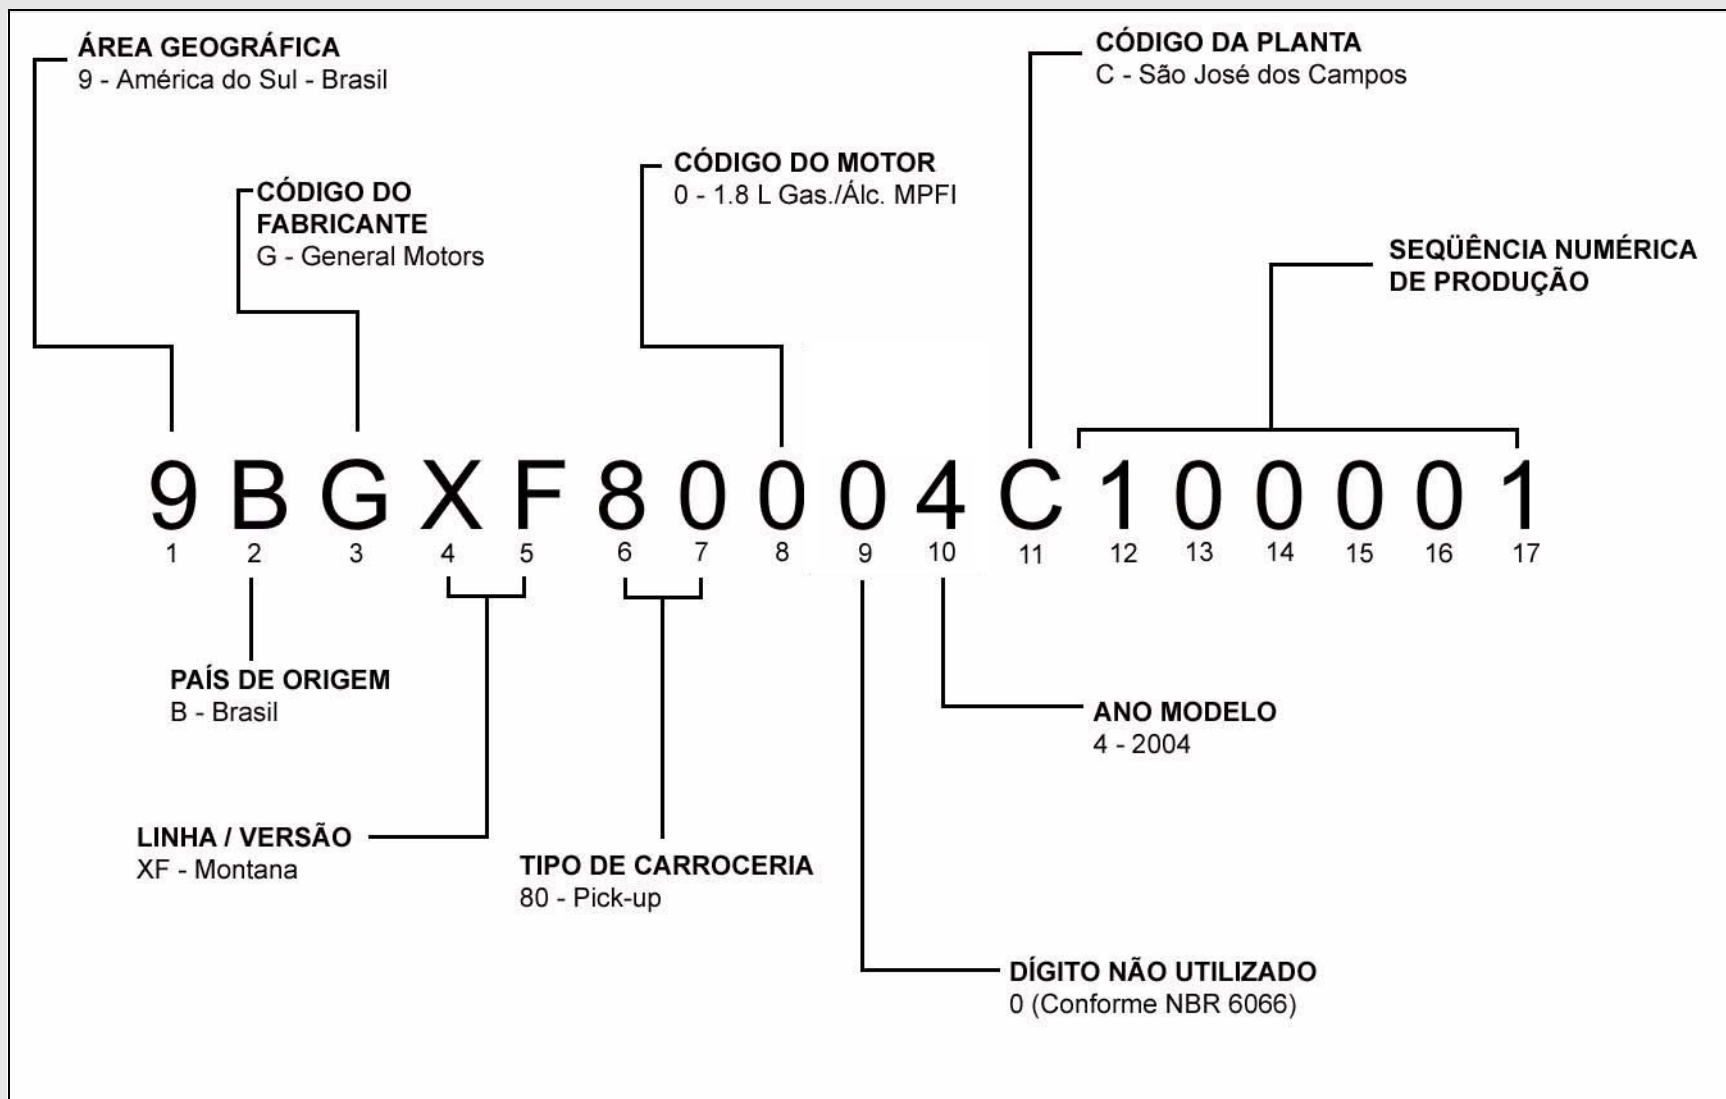 ÁREA GEOGRÁFICA
9 - América do Sul - Brasil
CÓDIGO DA PLANTA
C - São José dos Campos
CÓDIGO DO MOTOR
0 - 1.8 L Gas./Álc. MPFI
CÓDIGO DO
FABRICANTE
G - General Motors
SEQÜÊNCIA NUMÉRICA
DE PRODUÇÃO
9 B G X F 8 0 0 0 4 C 1 0 0 0 0 1
1 2 3 4 5 6 7 8 9 10 11 12 13 14 15 16 17
PAÍS DE ORIGEM
B - Brasil
ANO MODELO
4 - 2004
LINHA / VERSÃO
XF - Montana
TIPO DE CARROCERIA
80 - Pick-up
DÍGITO NÃO UTILIZADO
0 (Conforme NBR 6066)